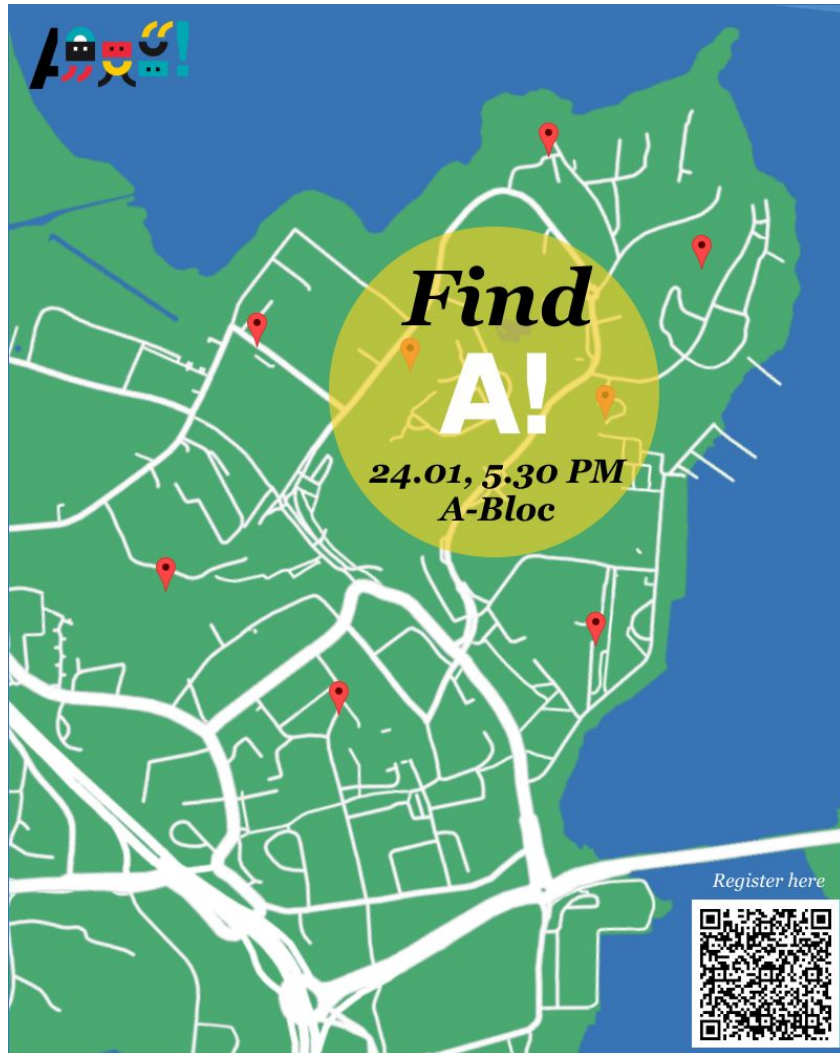 Find
A!
24.01, 5.30 PM
A-Bloc
Register here